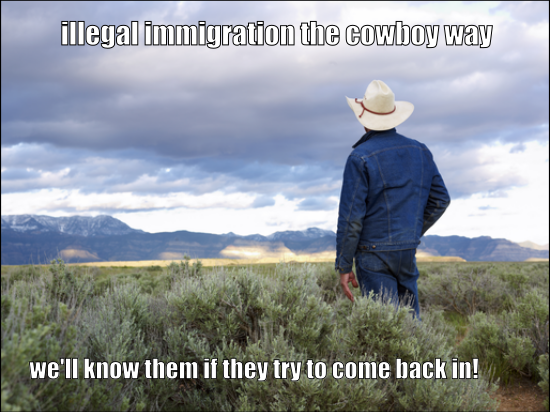 illegal immigration the cowboy way
we'll know them if they try to come back in!